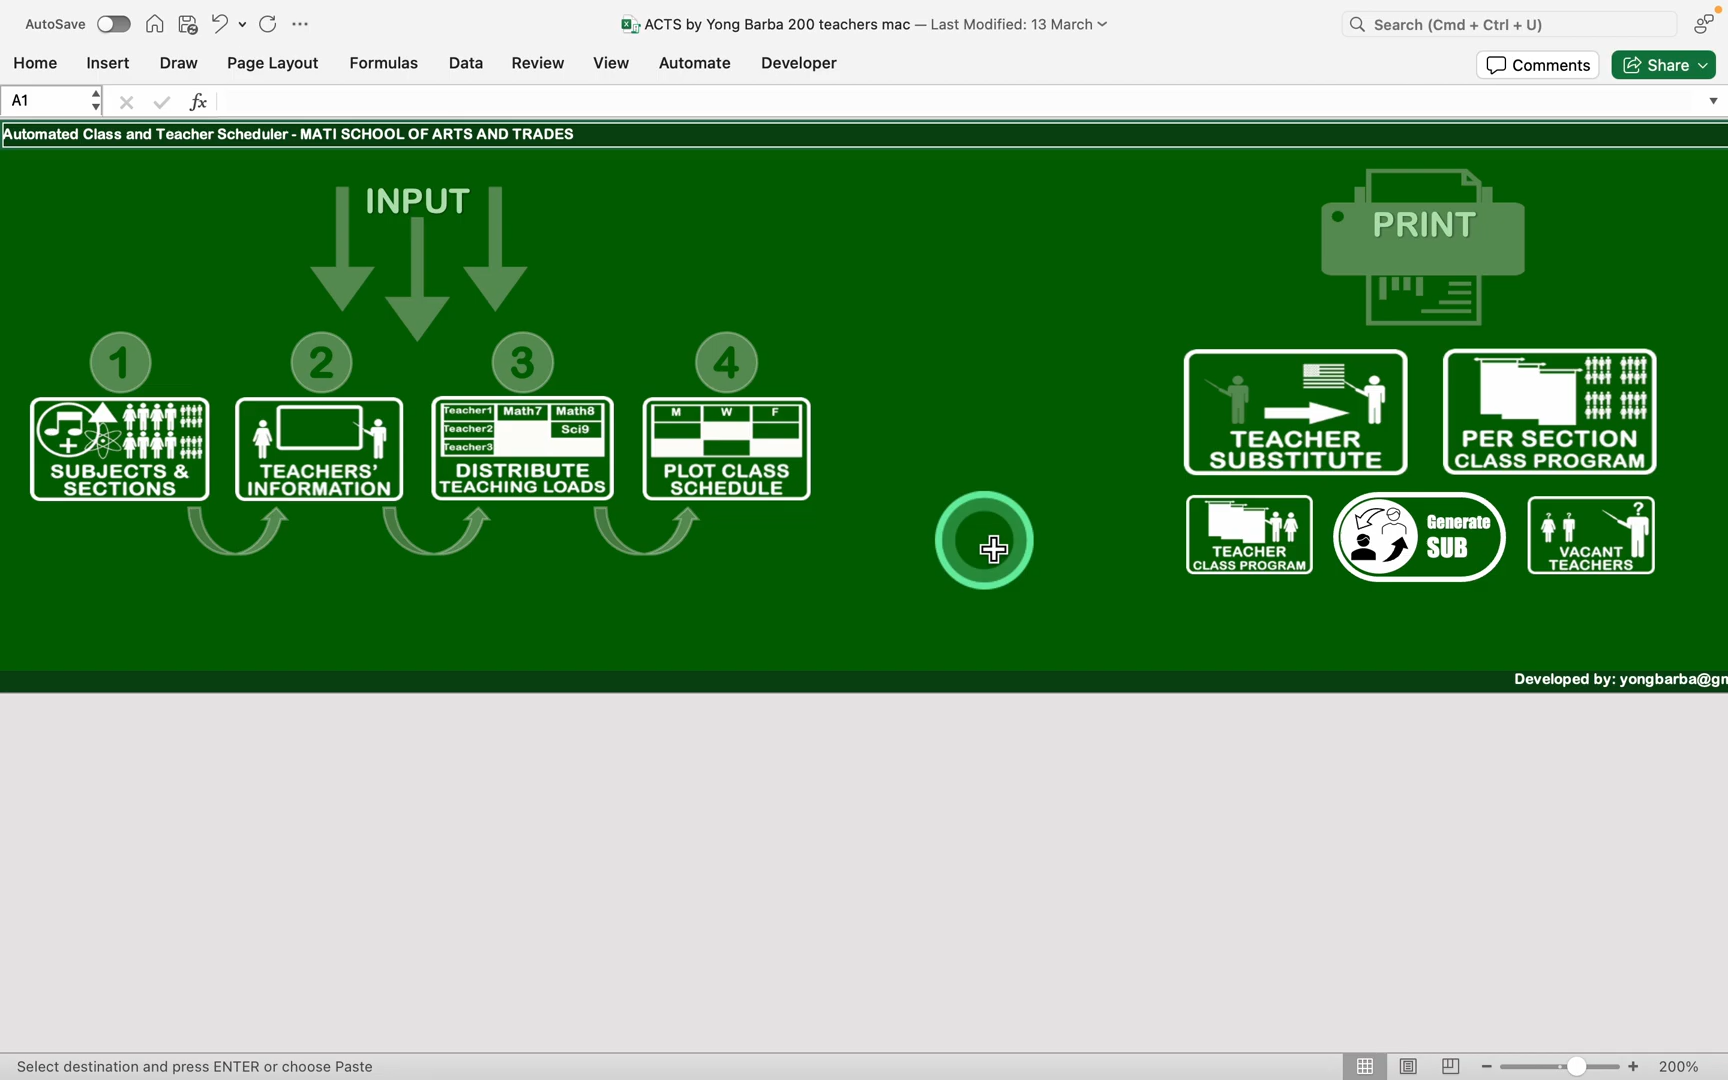 AutoSave
ACTS by Yong Barba 200 teachers mac — Last Modified: 13 March
Search (Cmd + Ctrl + U)
Home Insert Draw Page Layout Formulas Data Review View Automate Developer
Comments
Share
A1
fx
Automated Class and Teacher Scheduler - MATI SCHOOL OF ARTS AND TRADES
INPUT
PRINT
1 2 3 4
SUBJECTS &
SECTIONS
TEACHERS'
INFORMATION
Teacher1 Math7 Math8
Teacher2 Sci9
Teacher3
DISTRIBUTE
TEACHING LOADS
M W F
PLOT CLASS
SCHEDULE
TEACHER
SUBSTITUTE
PER SECTION
CLASS PROGRAM
TEACHER
CLASS PROGRAM
Generate
SUB
? ? ?
VACANT
TEACHERS
Developed by: yongbarba@gm
Select destination and press ENTER or choose Paste
200%